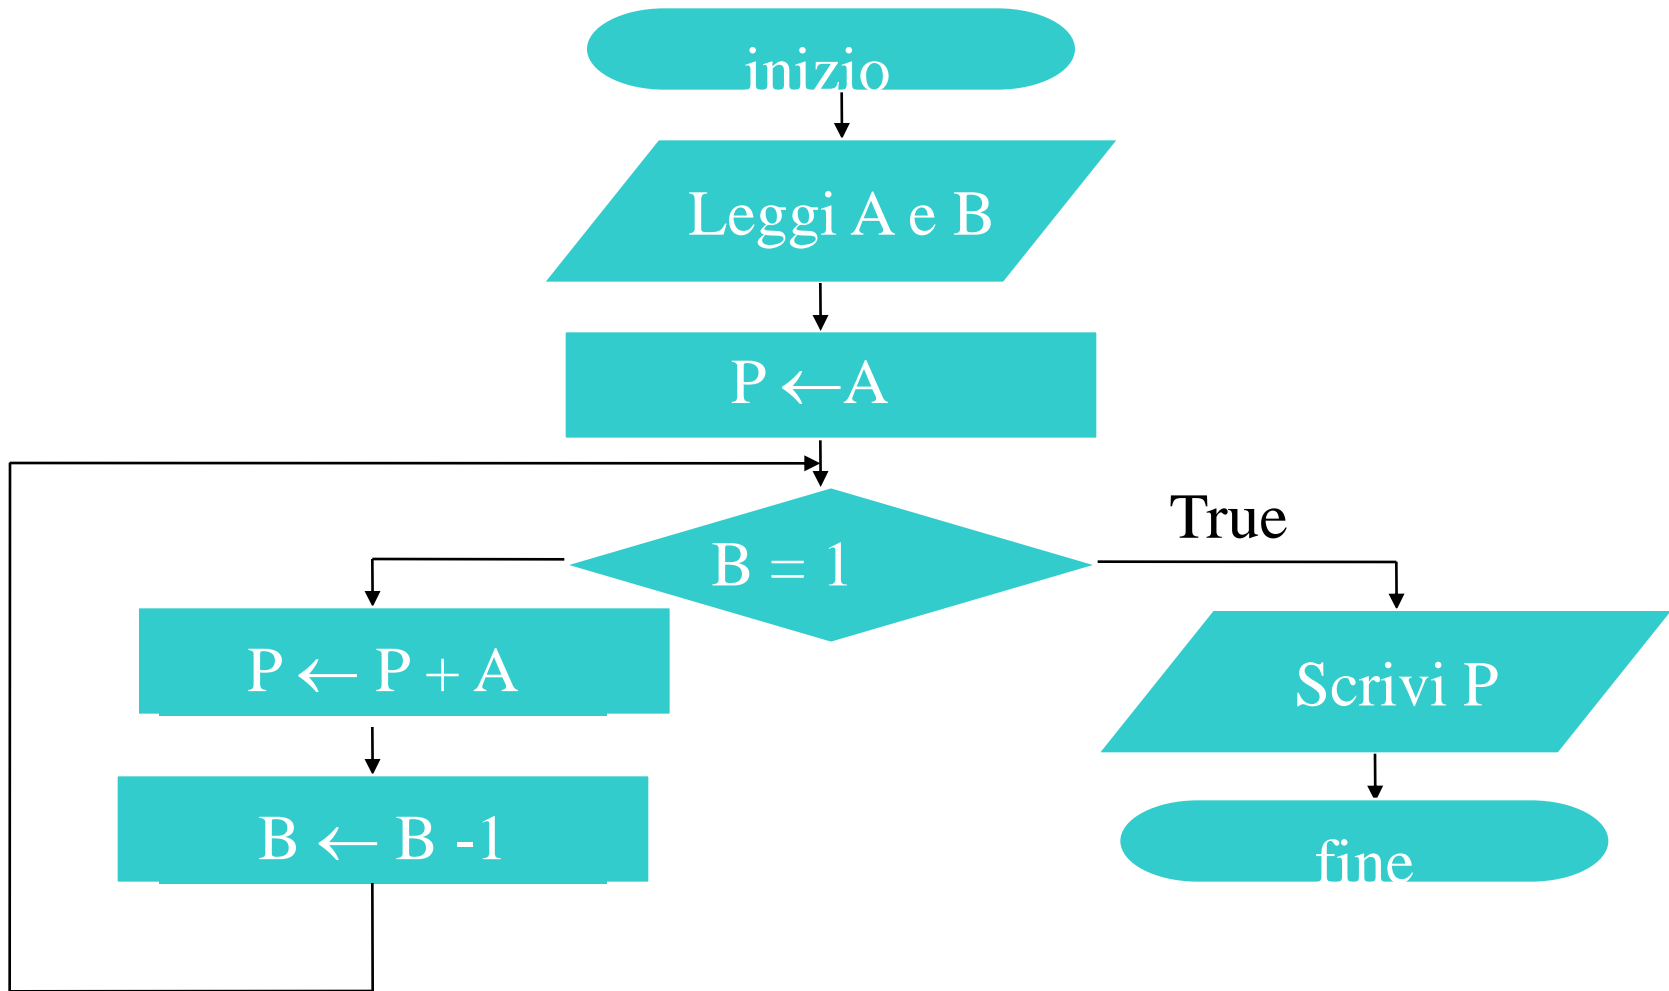 inizio
Leggi A e B
P ←A
B = 1
True
P ← P + A
Scrivi P
B ← B -1
fine